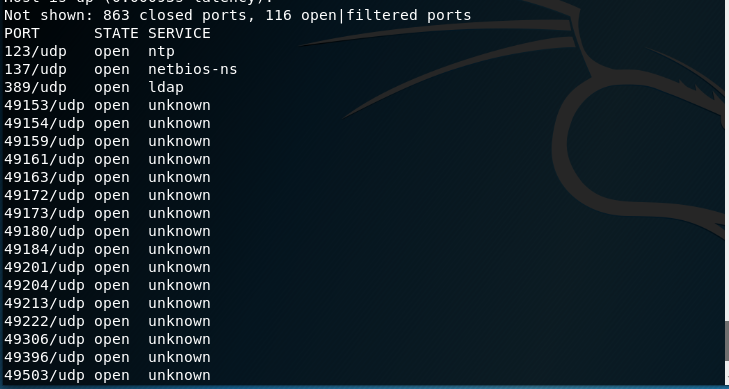 Not shown: 863 closed ports, 116 open|filtered ports
PORT      STATE SERVICE
123/udp   open  ntp
137/udp   open  netbios-ns
389/udp   open  ldap
49153/udp open  unknown
49154/udp open  unknown
49159/udp open  unknown
49161/udp open  unknown
49163/udp open  unknown
49172/udp open  unknown
49173/udp open  unknown
49180/udp open  unknown
49184/udp open  unknown
49201/udp open  unknown
49204/udp open  unknown
49213/udp open  unknown
49222/udp open  unknown
49306/udp open  unknown
49396/udp open  unknown
49503/udp open  unknown